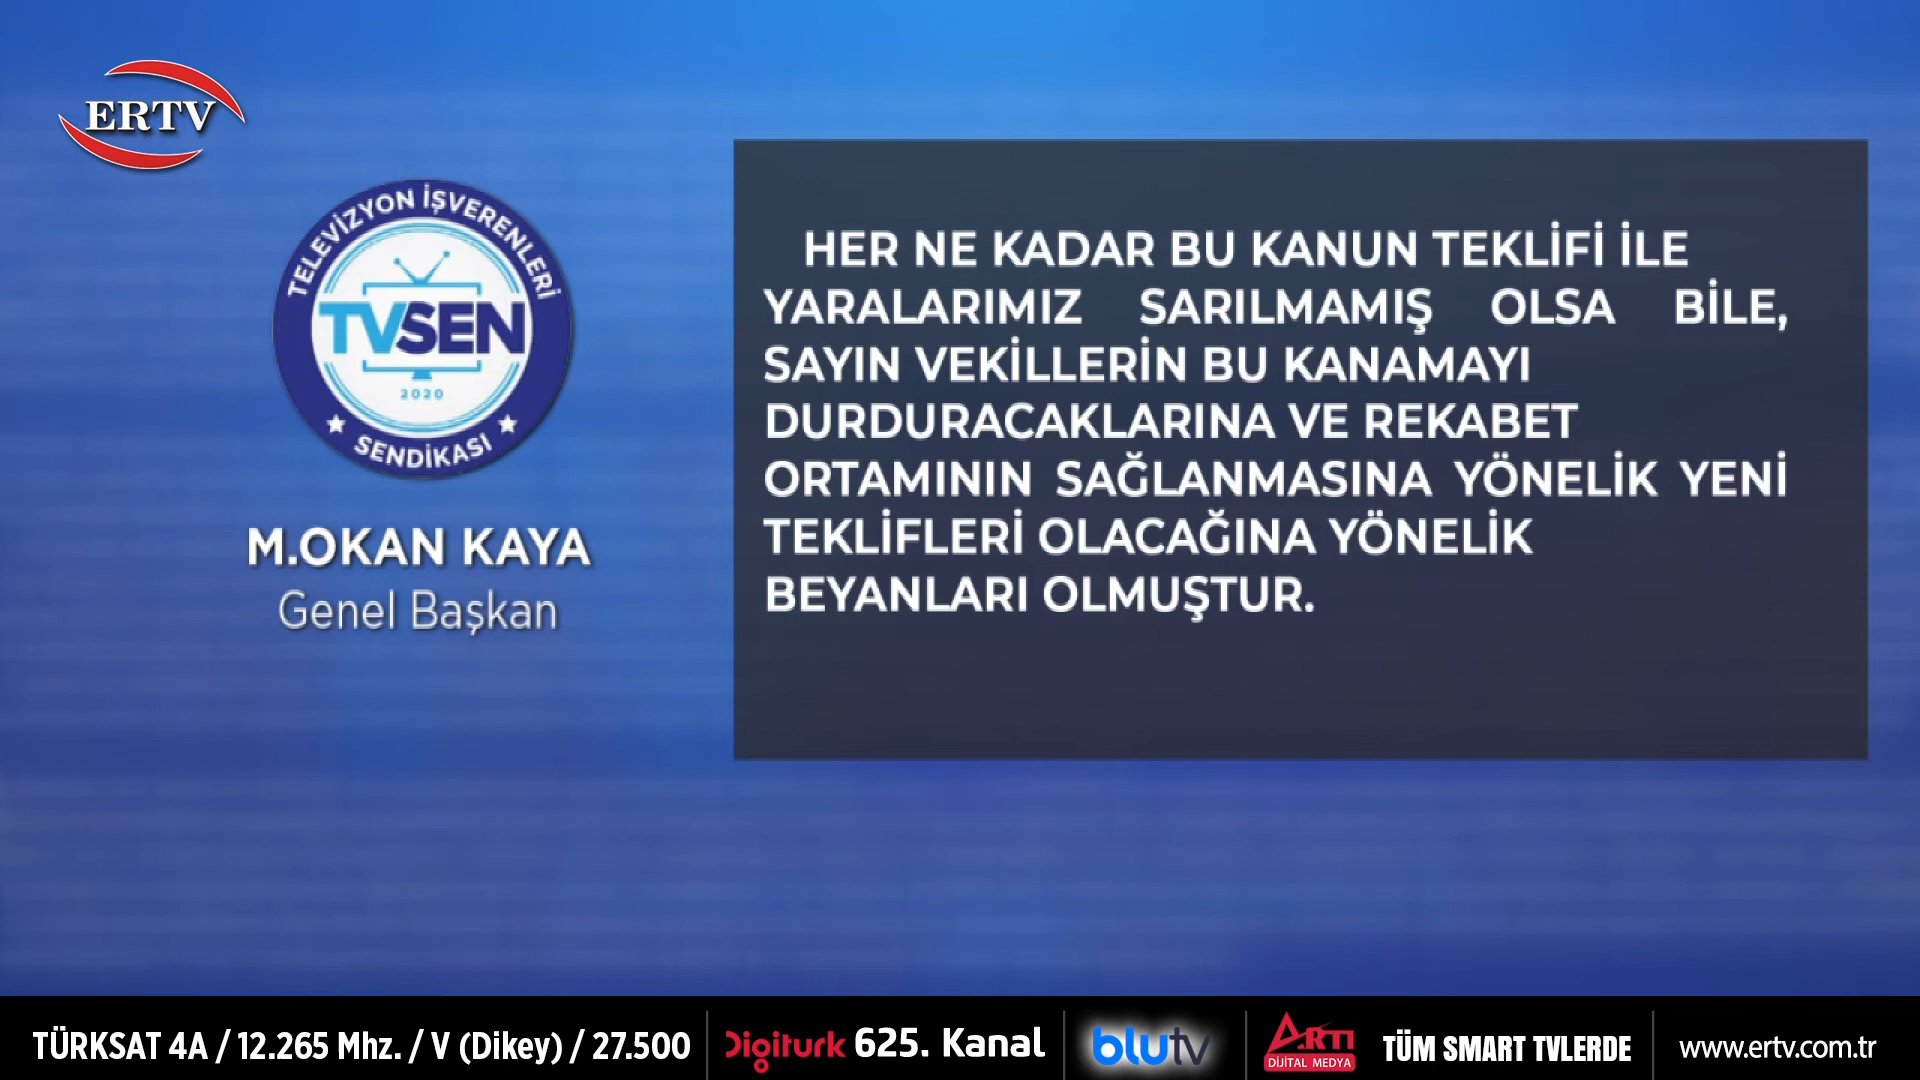 ERTV
TELEVİZYON İŞVERENLERİ
TVSEN
2020
SENDİKASI
M.OKAN KAYA
Genel Başkan
HER NE KADAR BU KANUN TEKLİFİ İLE
YARALARIMIZ SARILMAMIŞ OLSA BİLE,
SAYIN VEKİLLERİN BU KANAMAYI
DURDURACAKLARINA VE REKABET
ORTAMININ SAĞLANMASINA YÖNELİK YENİ
TEKLİFLERİ OLACAĞINA YÖNELİK
BEYANLARI OLMUŞTUR.
TÜRKSAT 4A / 12.265 Mhz. / V (Dikey) / 27.500
Digiturk 625. Kanal
blutv
ARTI
DİJİTAL MEDYA
TÜM SMART TVLERDE
www.ertv.com.tr